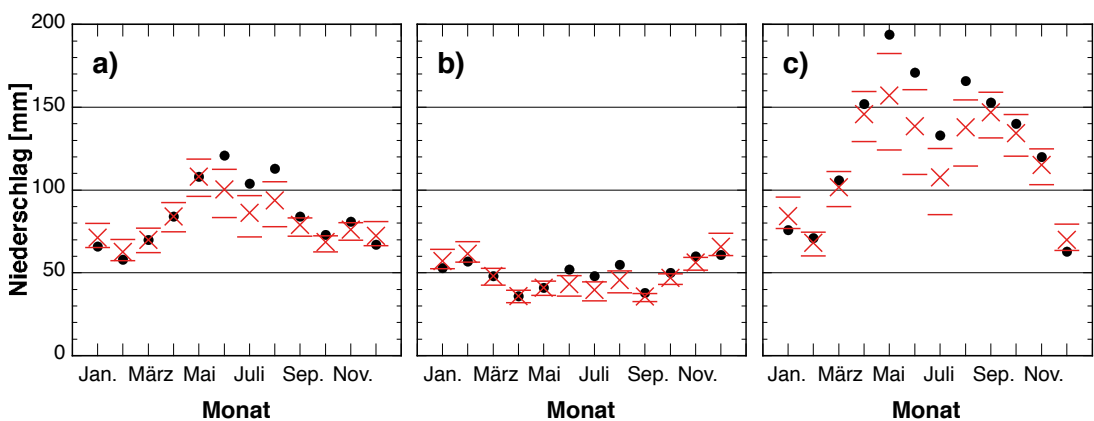 Niederschlag [mm]
200
150
100
50
0
a)
b)
c)
Jan. März Mai Juli Sep. Nov.
Jan. März Mai Juli Sep. Nov.
Jan. März Mai Juli Sep. Nov.
Monat
Monat
Monat